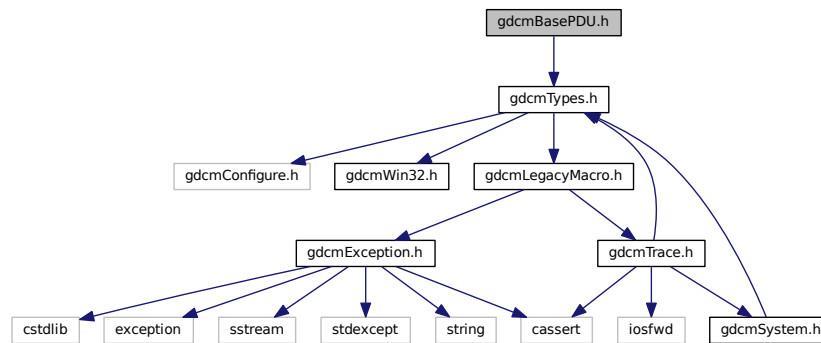 gdcmBasePDU.h
gdcmTypes.h
gdcmConfigure.h
gdcmWin32.h
gdcmLegacyMacro.h
gdcmException.h
gdcmTrace.h
cstdlib
exception
sstream
stdexcept
string
cassert
iosfwd
gdcmSystem.h